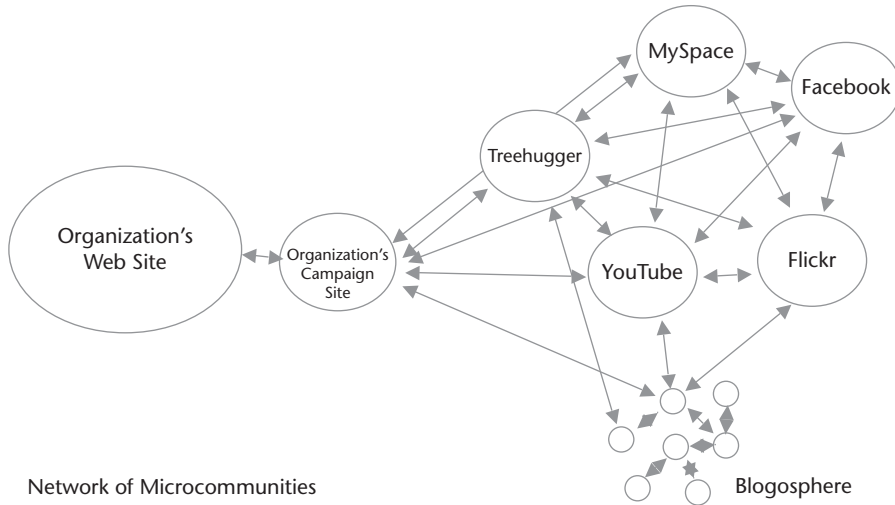 MySpace
Facebook
Treehugger
Organization's
Web Site
Organization's
Campaign
Site
YouTube
Flickr
Network of Microcommunities
Blogosphere